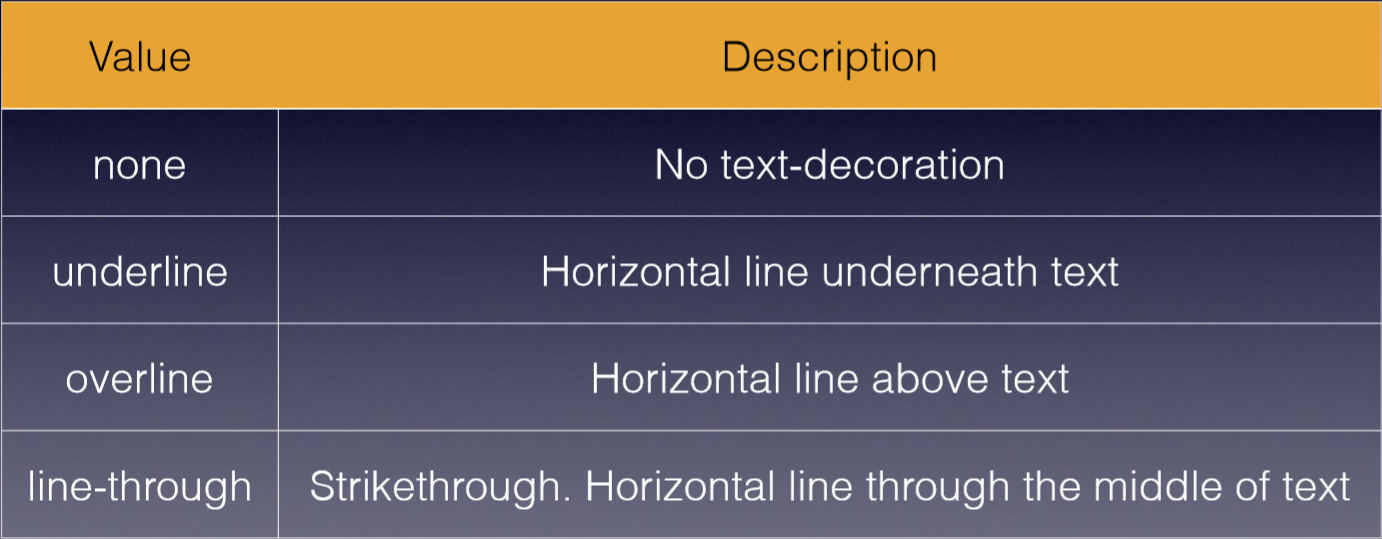 Value Description
none No text-decoration
underline Horizontal line underneath text
overline Horizontal line above text
line-through Strikethrough. Horizontal line through the middle of text